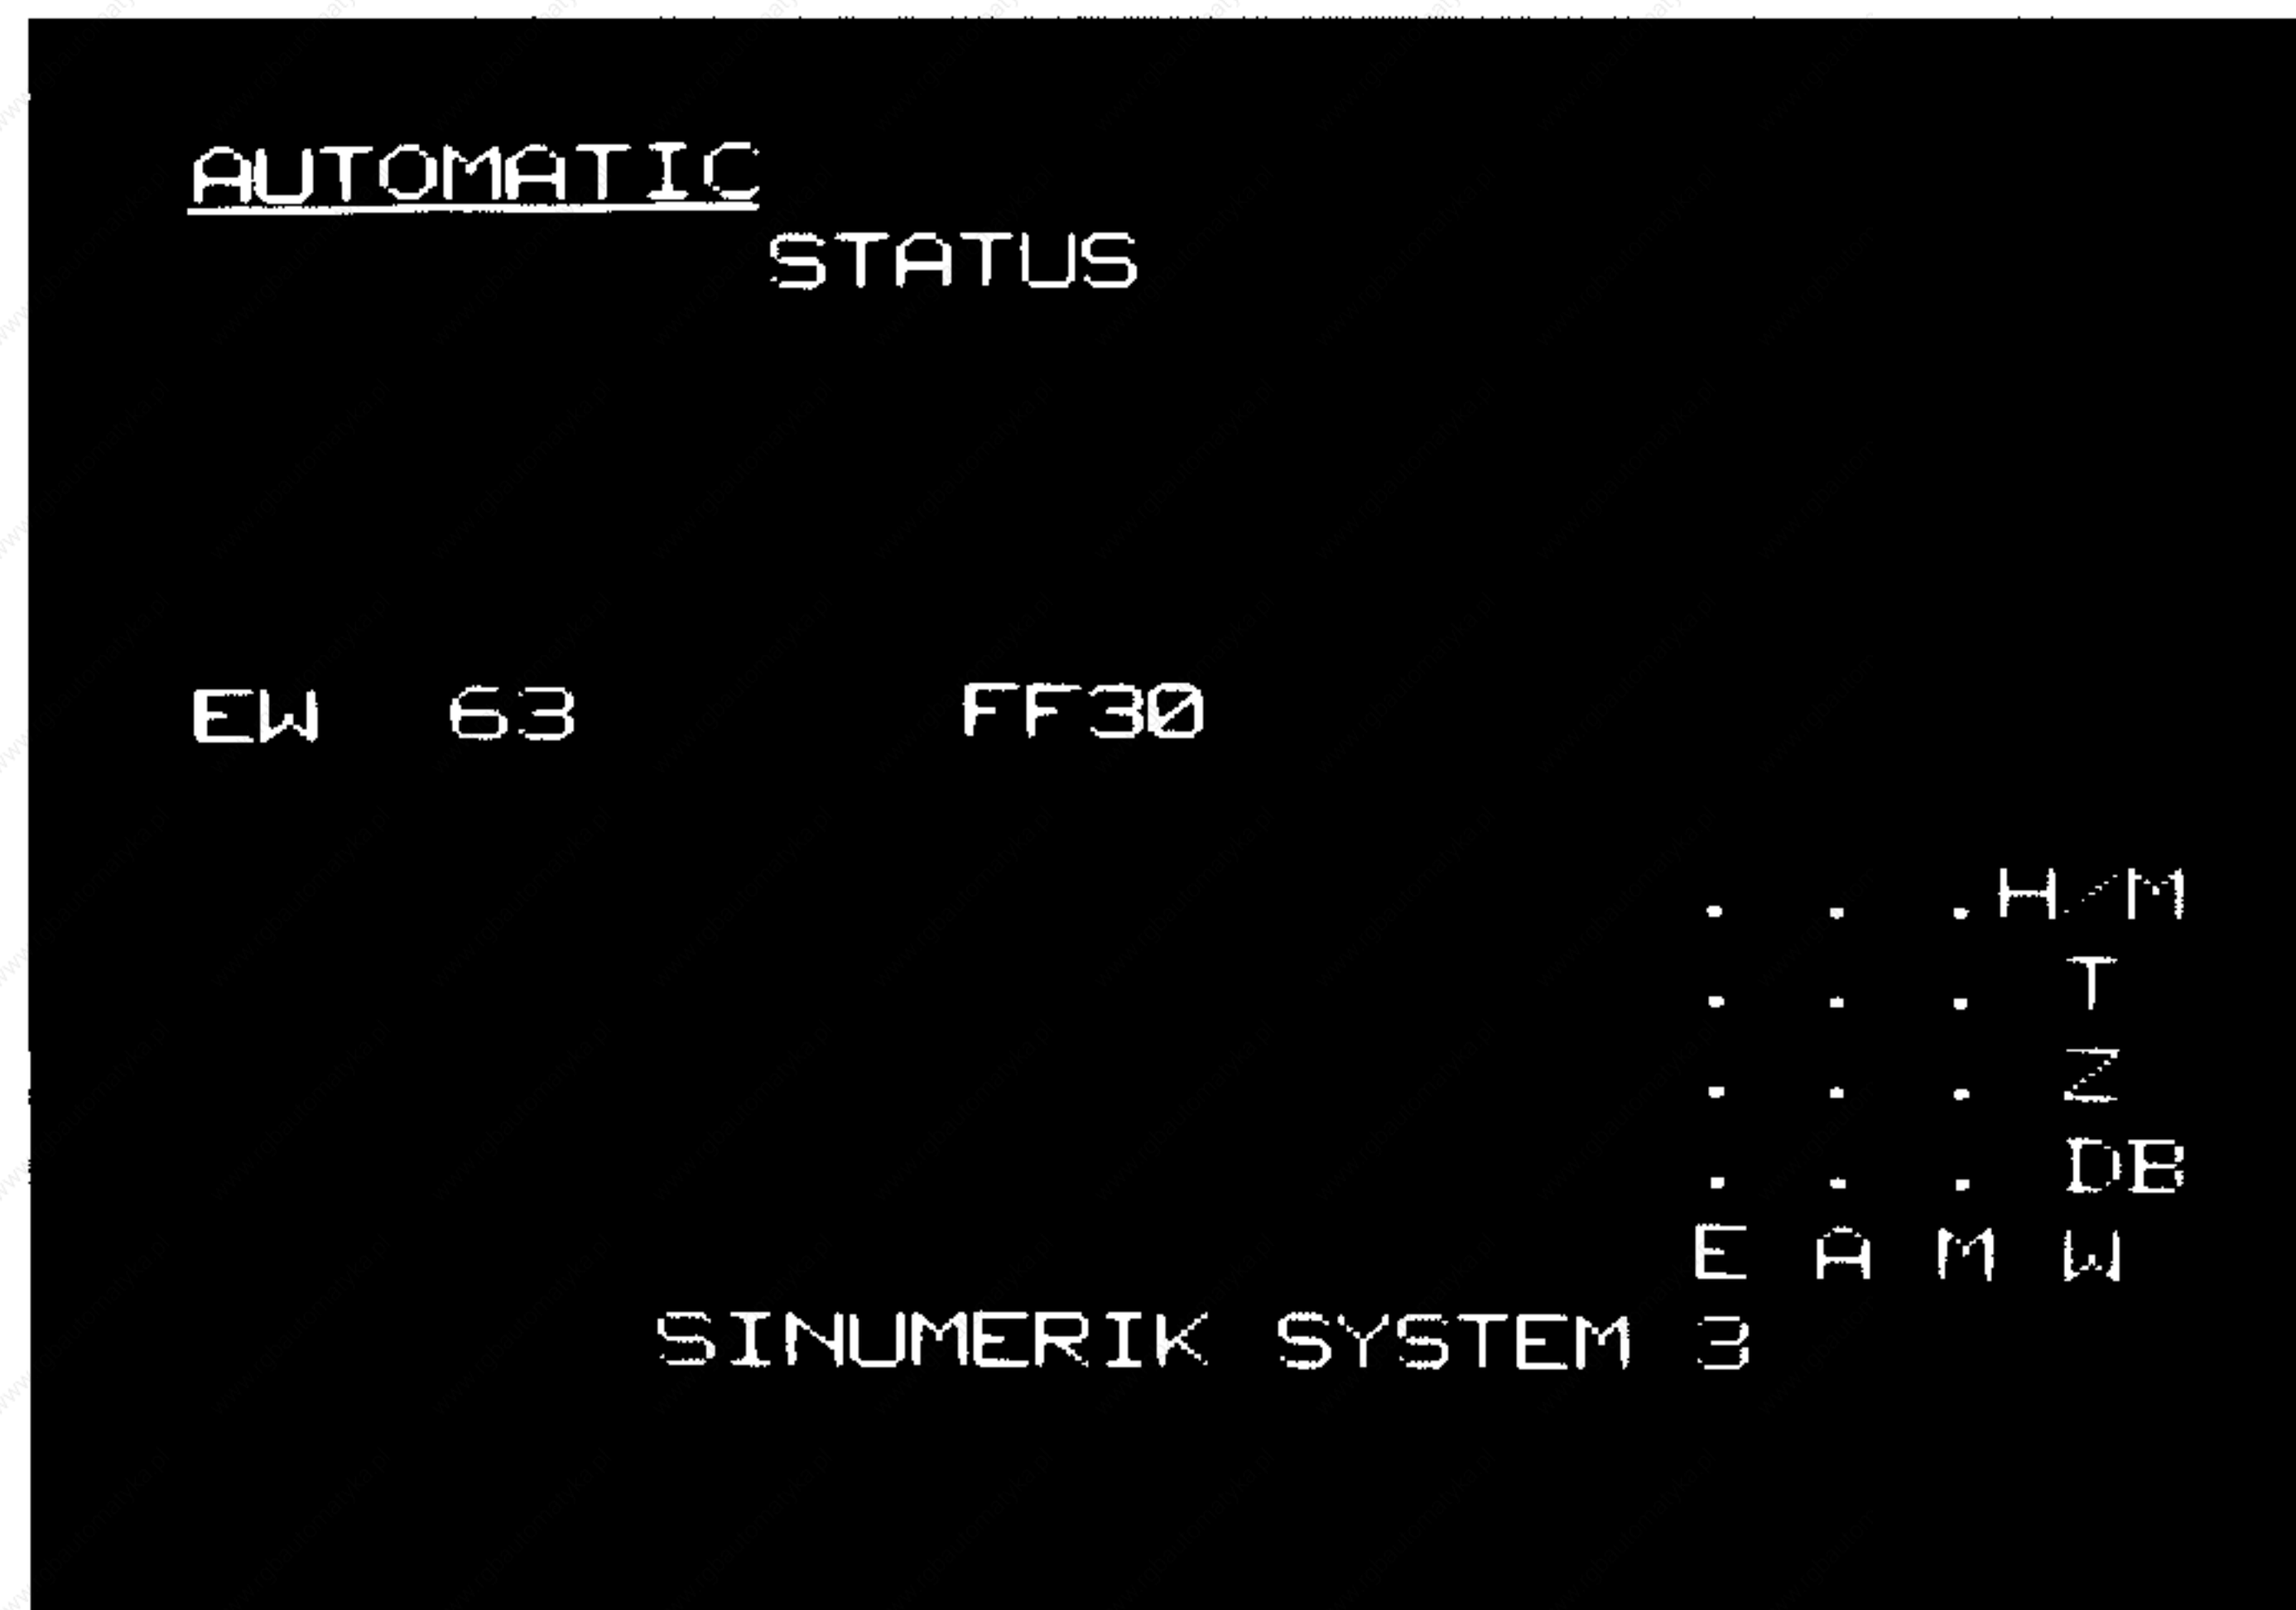 AUTOMATIC
STATUS
EW 63 FF30
. . . H/M
. . . T
. . . Z
. . . DB
E A M W
SINUMERIK SYSTEM 3